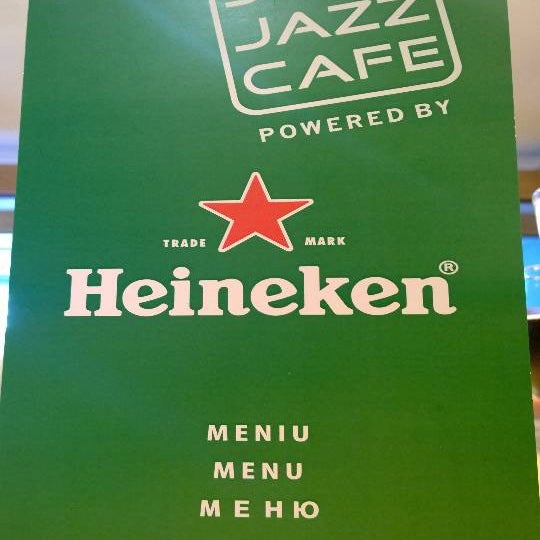 JAZZ
CAFE
POWERED BY
TRADE MARK
Heineken®
MENIU
MENU
МЕНЮ